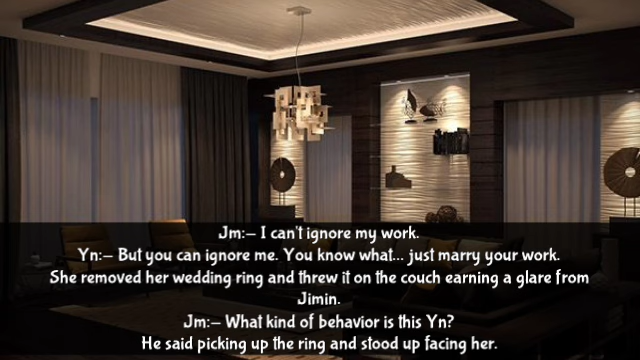 Jm:– I can't ignore my work.
Yn:– But you can ignore me. You know what... just marry your work.
She removed her wedding ring and threw it on the couch earning a glare from
Jimin.
Jm:– What kind of behavior is this Yn?
He said picking up the ring and stood up facing her.